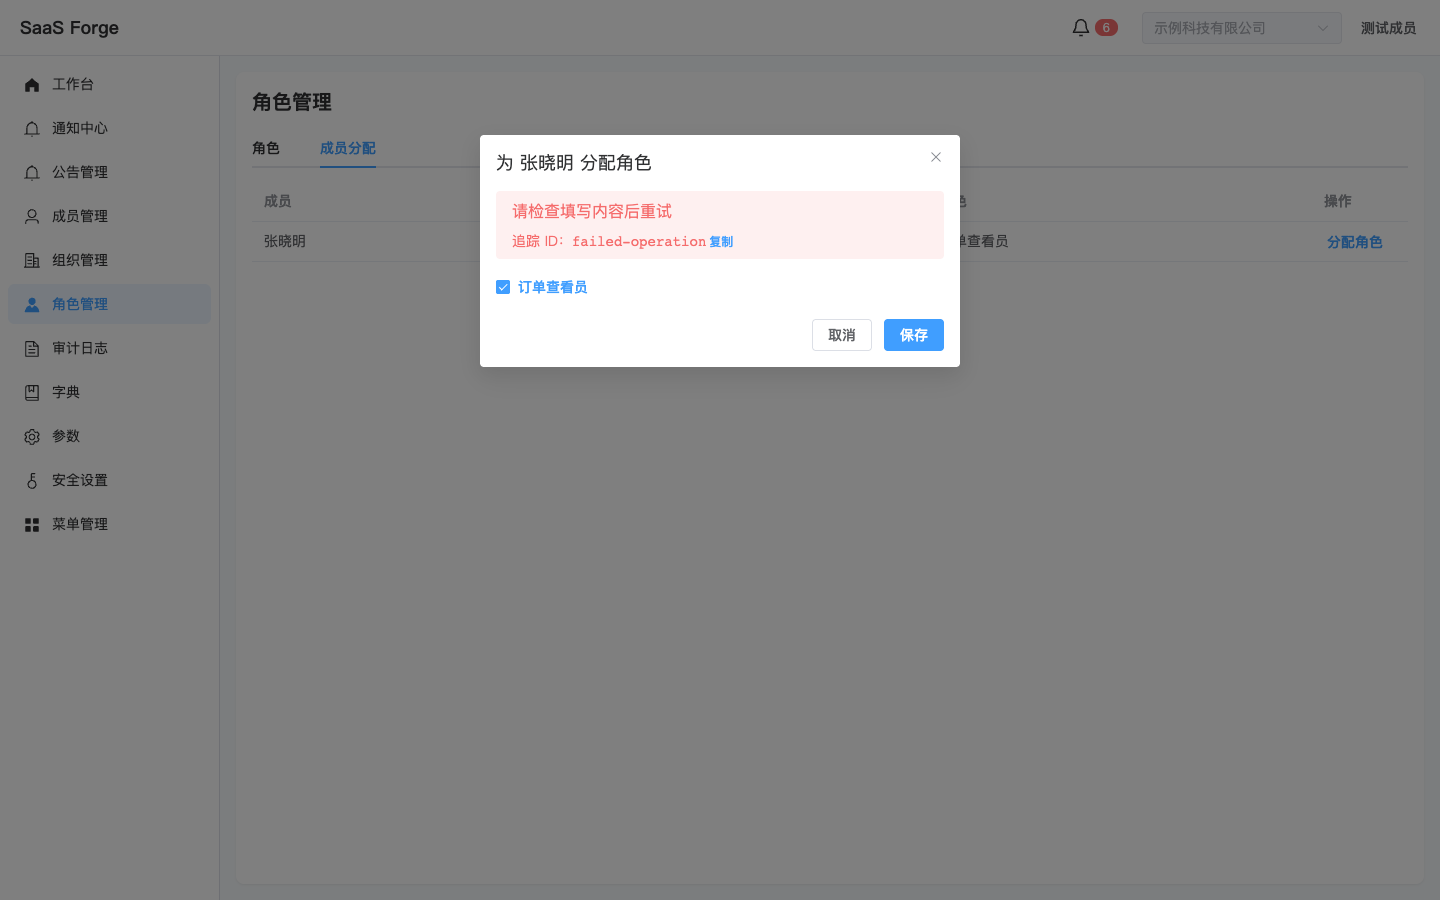 SaaS Forge
6
示例科技有限公司
测试成员
工作台
通知中心
公告管理
成员管理
组织管理
角色管理
审计日志
字典
参数
安全设置
菜单管理
角色管理
角色
成员分配
成员
色
操作
张晓明
单查看员
分配角色
为 张晓明 分配角色
请检查填写内容后重试
追踪 ID: failed-operation 复制
订单查看员
取消
保存